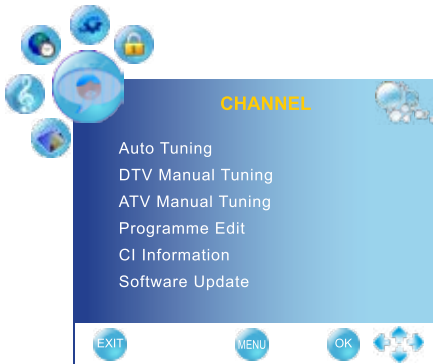 CHANNEL
Auto Tuning
DTV Manual Tuning
ATV Manual Tuning
Programme Edit
CI Information
Software Update
EXIT MENU OK